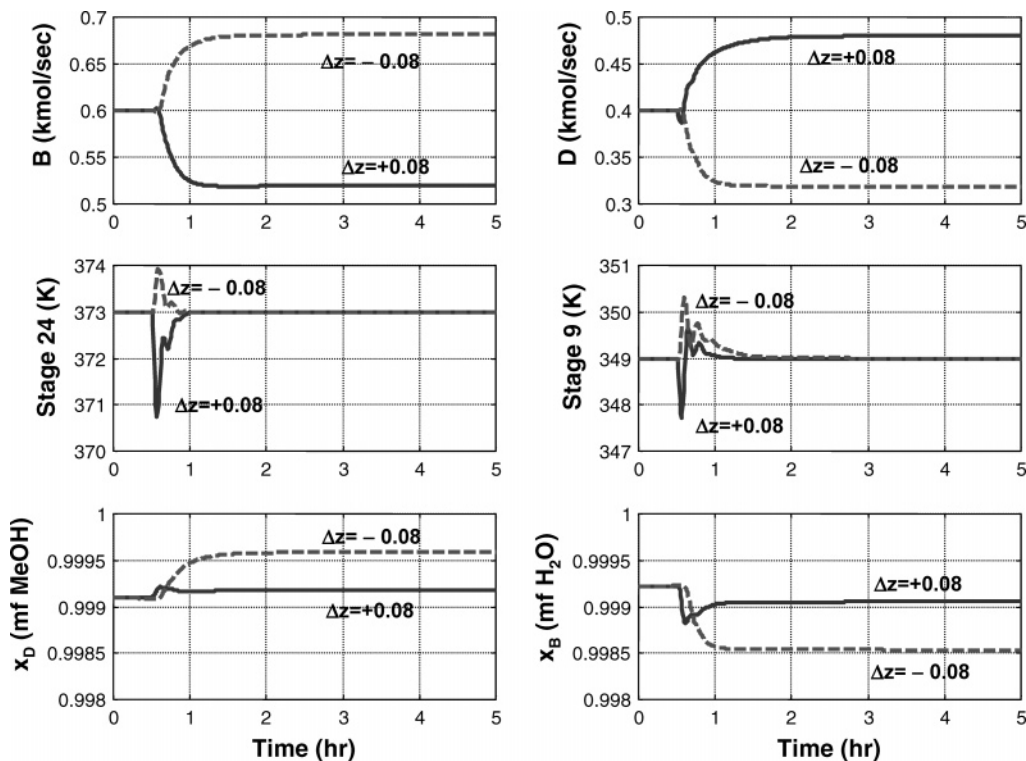 B (kmol/sec)
0.7
0.65
0.6
0.55
0.5
0 1 2 3 4 5
Δz= − 0.08
Δz=+0.08
D (kmol/sec)
0.5
0.45
0.4
0.35
0.3
0 1 2 3 4 5
Δz=+0.08
Δz= − 0.08
Stage 24 (K)
374
373
372
371
370
0 1 2 3 4 5
Δz= − 0.08
Δz=+0.08
Stage 9 (K)
351
350
349
348
347
0 1 2 3 4 5
Δz= − 0.08
Δz=+0.08
x_D (mf MeOH)
1
0.9995
0.999
0.9985
0.998
0 1 2 3 4 5
Δz= − 0.08
Δz=+0.08
Time (hr)
x_B (mf H₂O)
1
0.9995
0.999
0.9985
0.998
0 1 2 3 4 5
Δz=+0.08
Δz= − 0.08
Time (hr)